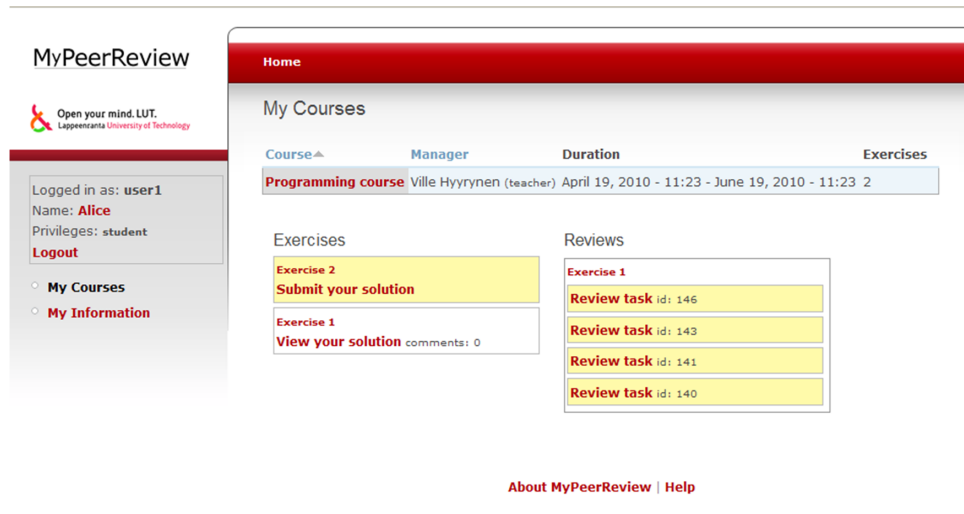 MyPeerReview
Open your mind. LUT.
Lappeenranta University of Technology
Logged in as: user1
Name: Alice
Privileges: student
Logout
My Courses
My Information
Home
My Courses
Course Manager Duration Exercises
Programming course Ville Hyyrynen (teacher) April 19, 2010 - 11:23 - June 19, 2010 - 11:23 2
Exercises
Exercise 2
Submit your solution
Exercise 1
View your solution comments: 0
Reviews
Exercise 1
Review task id: 146
Review task id: 143
Review task id: 141
Review task id: 140
About MyPeerReview | Help